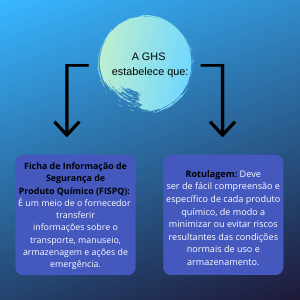 A GHS
estabelece que:
Ficha de Informação de
Segurança de
Produto Químico (FISPQ):
É um meio de o fornecedor
transferir
informações sobre o
transporte, manuseio,
armazenagem e ações de
emergência.
Rotulagem: Deve
ser de fácil compreensão e
específico de cada produto
químico, de modo a
minimizar ou evitar riscos
resultantes das condições
normais de uso e
armazenamento.